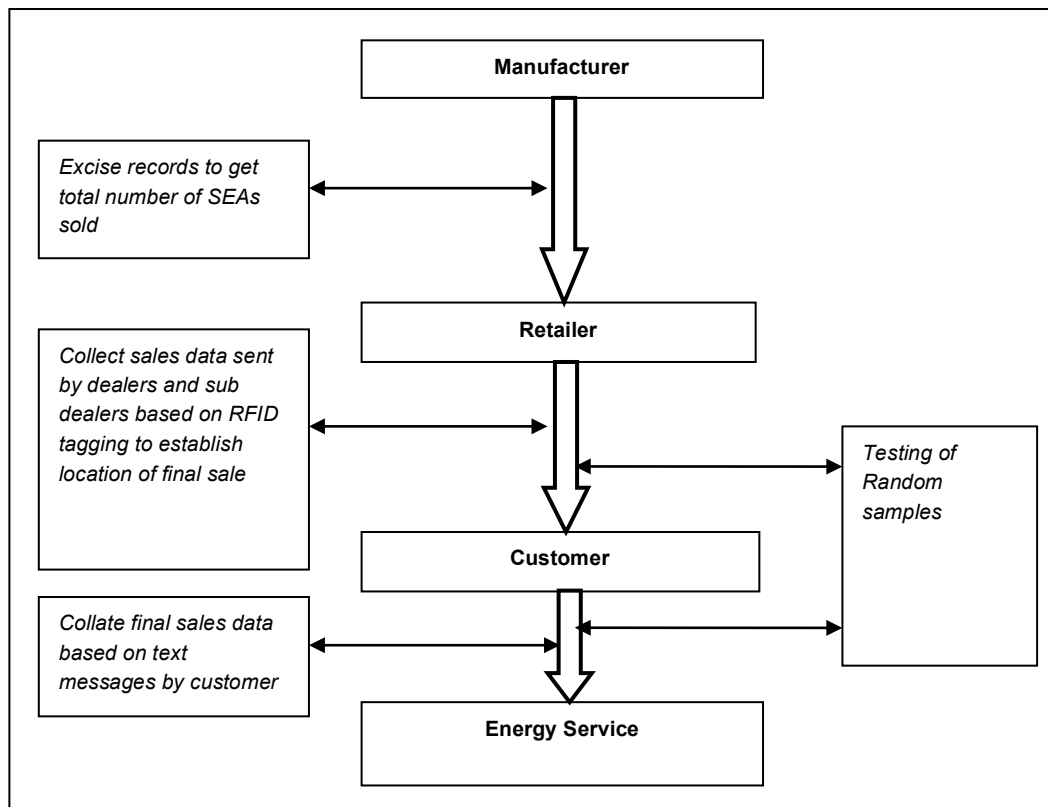 Manufacturer
Excise records to get
total number of SEAs
sold
Retailer
Collect sales data sent
by dealers and sub
dealers based on RFID
tagging to establish
location of final sale
Testing of
Random
samples
Customer
Collate final sales data
based on text
messages by customer
Energy Service